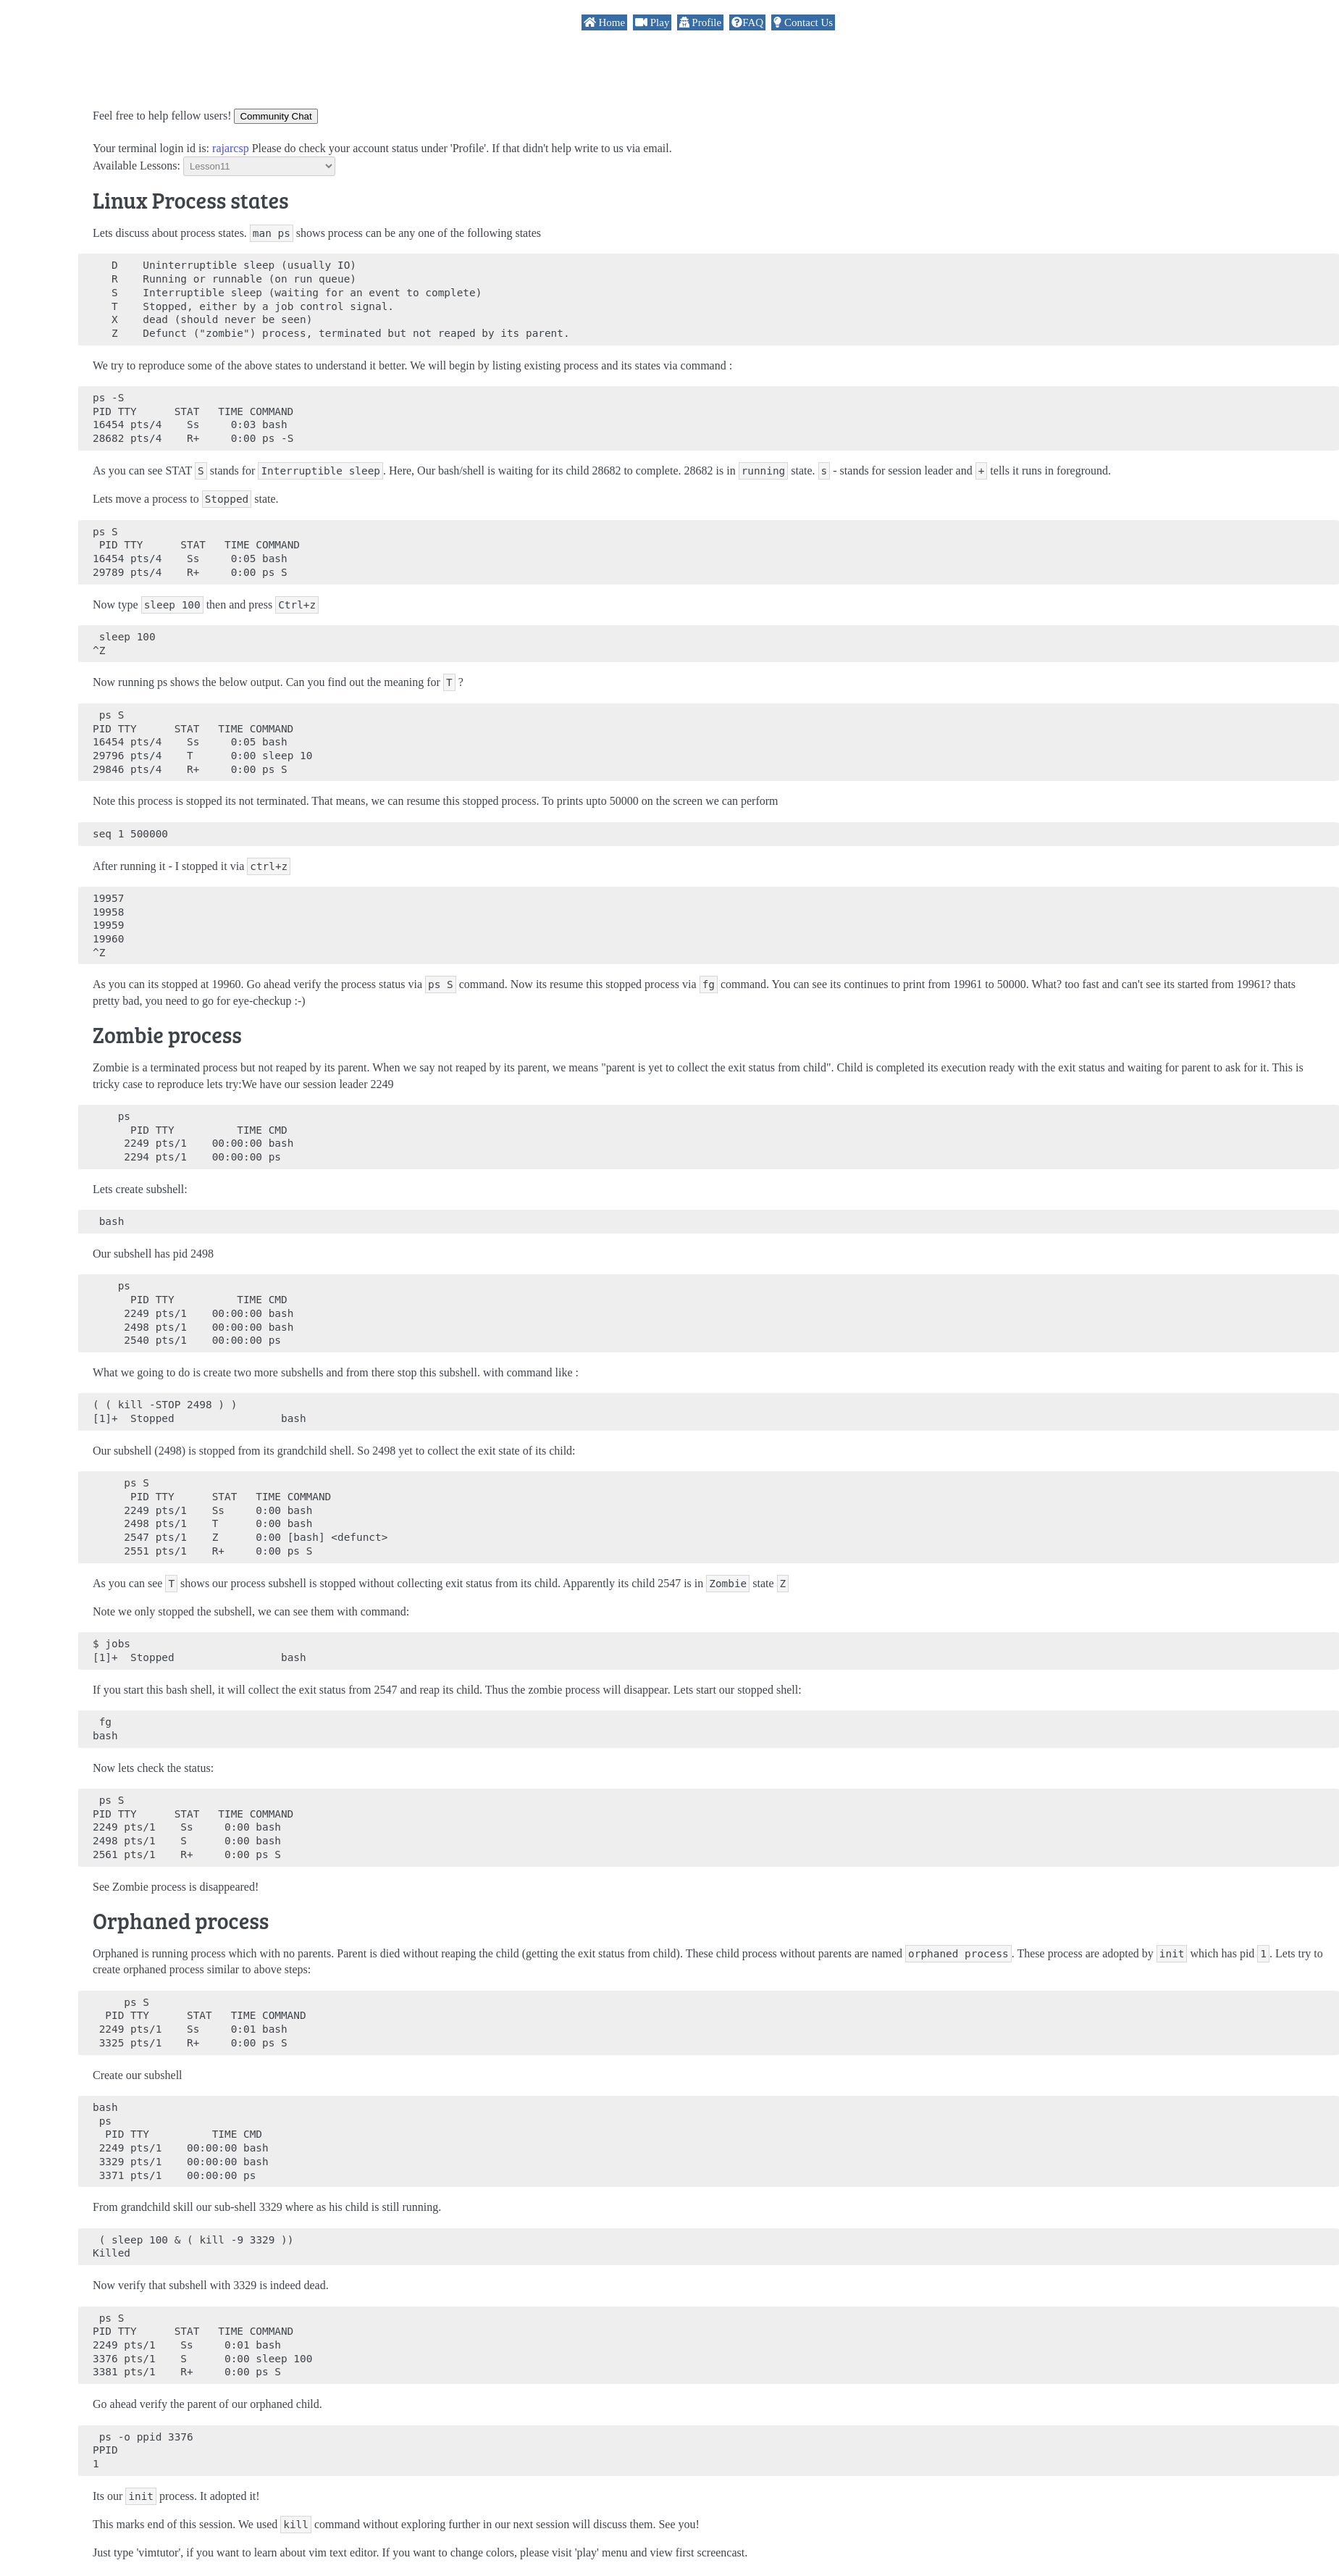 Home Play Profile FAQ Contact Us
Feel free to help fellow users! Community Chat
Your terminal login id is: rajarcsp Please do check your account status under 'Profile'. If that didn't help write to us via email.
Available Lessons: Lesson11
Linux Process states
Lets discuss about process states. man ps shows process can be any one of the following states
D    Uninterruptible sleep (usually IO)
R    Running or runnable (on run queue)
S    Interruptible sleep (waiting for an event to complete)
T    Stopped, either by a job control signal.
X    dead (should never be seen)
Z    Defunct ("zombie") process, terminated but not reaped by its parent.
We try to reproduce some of the above states to understand it better. We will begin by listing existing process and its states via command :
ps -S
PID TTY      STAT   TIME COMMAND
16454 pts/4    Ss     0:03 bash
28682 pts/4    R+     0:00 ps -S
As you can see STAT S stands for Interruptible sleep. Here, Our bash/shell is waiting for its child 28682 to complete. 28682 is in running state. s - stands for session leader and + tells it runs in foreground.
Lets move a process to Stopped state.
ps S
 PID TTY      STAT   TIME COMMAND
16454 pts/4    Ss     0:05 bash
29789 pts/4    R+     0:00 ps S
Now type sleep 100 then and press Ctrl+z
 sleep 100
^Z
Now running ps shows the below output. Can you find out the meaning for T ?
 ps S
PID TTY      STAT   TIME COMMAND
16454 pts/4    Ss     0:05 bash
29796 pts/4    T      0:00 sleep 10
29846 pts/4    R+     0:00 ps S
Note this process is stopped its not terminated. That means, we can resume this stopped process. To prints upto 50000 on the screen we can perform
seq 1 500000
After running it - I stopped it via ctrl+z
19957
19958
19959
19960
^Z
As you can its stopped at 19960. Go ahead verify the process status via ps S command. Now its resume this stopped process via fg command. You can see its continues to print from 19961 to 50000. What? too fast and can't see its started from 19961? thats
pretty bad, you need to go for eye-checkup :-)
Zombie process
Zombie is a terminated process but not reaped by its parent. When we say not reaped by its parent, we means "parent is yet to collect the exit status from child". Child is completed its execution ready with the exit status and waiting for parent to ask for it. This is
tricky case to reproduce lets try:We have our session leader 2249
    ps
      PID TTY          TIME CMD
     2249 pts/1    00:00:00 bash
     2294 pts/1    00:00:00 ps
Lets create subshell:
 bash
Our subshell has pid 2498
    ps
      PID TTY          TIME CMD
     2249 pts/1    00:00:00 bash
     2498 pts/1    00:00:00 bash
     2540 pts/1    00:00:00 ps
What we going to do is create two more subshells and from there stop this subshell. with command like :
( ( kill -STOP 2498 ) )
[1]+  Stopped                 bash
Our subshell (2498) is stopped from its grandchild shell. So 2498 yet to collect the exit state of its child:
     ps S
      PID TTY      STAT   TIME COMMAND
     2249 pts/1    Ss     0:00 bash
     2498 pts/1    T      0:00 bash
     2547 pts/1    Z      0:00 [bash] <defunct>
     2551 pts/1    R+     0:00 ps S
As you can see T shows our process subshell is stopped without collecting exit status from its child. Apparently its child 2547 is in Zombie state Z
Note we only stopped the subshell, we can see them with command:
$ jobs
[1]+  Stopped                 bash
If you start this bash shell, it will collect the exit status from 2547 and reap its child. Thus the zombie process will disappear. Lets start our stopped shell:
 fg
bash
Now lets check the status:
 ps S
PID TTY      STAT   TIME COMMAND
2249 pts/1    Ss     0:00 bash
2498 pts/1    S      0:00 bash
2561 pts/1    R+     0:00 ps S
See Zombie process is disappeared!
Orphaned process
Orphaned is running process which with no parents. Parent is died without reaping the child (getting the exit status from child). These child process without parents are named orphaned process. These process are adopted by init which has pid 1. Lets try to
create orphaned process similar to above steps:
     ps S
  PID TTY      STAT   TIME COMMAND
 2249 pts/1    Ss     0:01 bash
 3325 pts/1    R+     0:00 ps S
Create our subshell
bash
 ps
  PID TTY          TIME CMD
 2249 pts/1    00:00:00 bash
 3329 pts/1    00:00:00 bash
 3371 pts/1    00:00:00 ps
From grandchild skill our sub-shell 3329 where as his child is still running.
 ( sleep 100 & ( kill -9 3329 ))
Killed
Now verify that subshell with 3329 is indeed dead.
 ps S
PID TTY      STAT   TIME COMMAND
2249 pts/1    Ss     0:01 bash
3376 pts/1    S      0:00 sleep 100
3381 pts/1    R+     0:00 ps S
Go ahead verify the parent of our orphaned child.
 ps -o ppid 3376
PPID
1
Its our init process. It adopted it!
This marks end of this session. We used kill command without exploring further in our next session will discuss them. See you!
Just type 'vimtutor', if you want to learn about vim text editor. If you want to change colors, please visit 'play' menu and view first screencast.